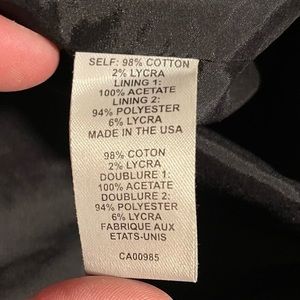 SELF: 98% COTTON
2% LYCRA
LINING 1:
100% ACETATE
LINING 2:
94% POLYESTER
6% LYCRA
MADE IN THE USA
98% COTON
2% LYCRA
DOUBLURE 1:
100% ACETATE
DOUBLURE 2:
94% POLYESTER
6% LYCRA
FABRIQUE AUX
ETATS-UNIS
CA00985